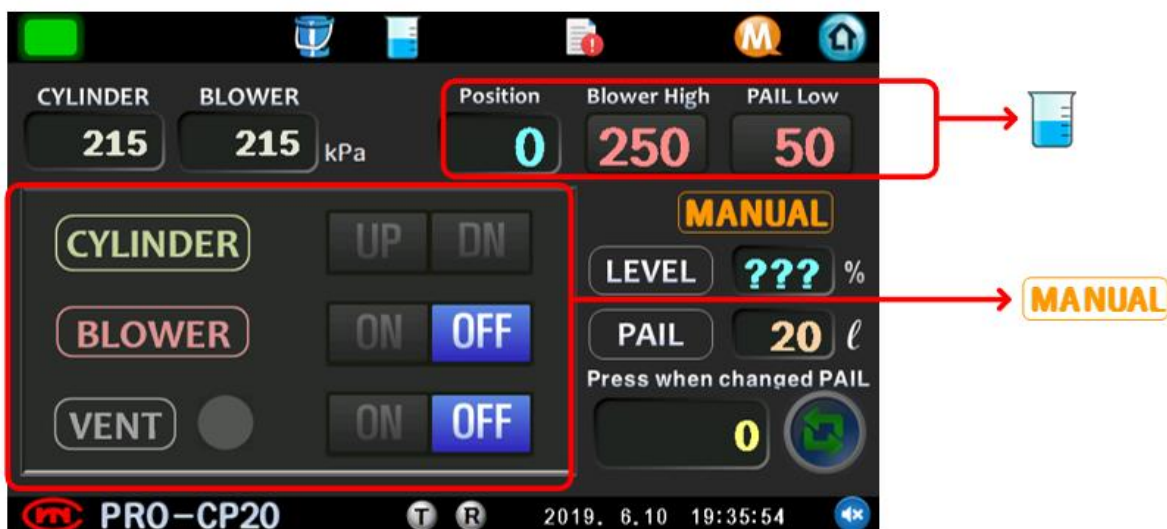 M
CYLINDER BLOWER Position Blower High PAIL Low
215 215 kPa 0 250 50
MANUAL
CYLINDER UP DN
LEVEL ??? %
MANUAL
BLOWER ON OFF
PAIL 20 ℓ
Press when changed PAIL
VENT ON OFF
0
m PRO-CP20 T R 2019. 6.10 19:35:54